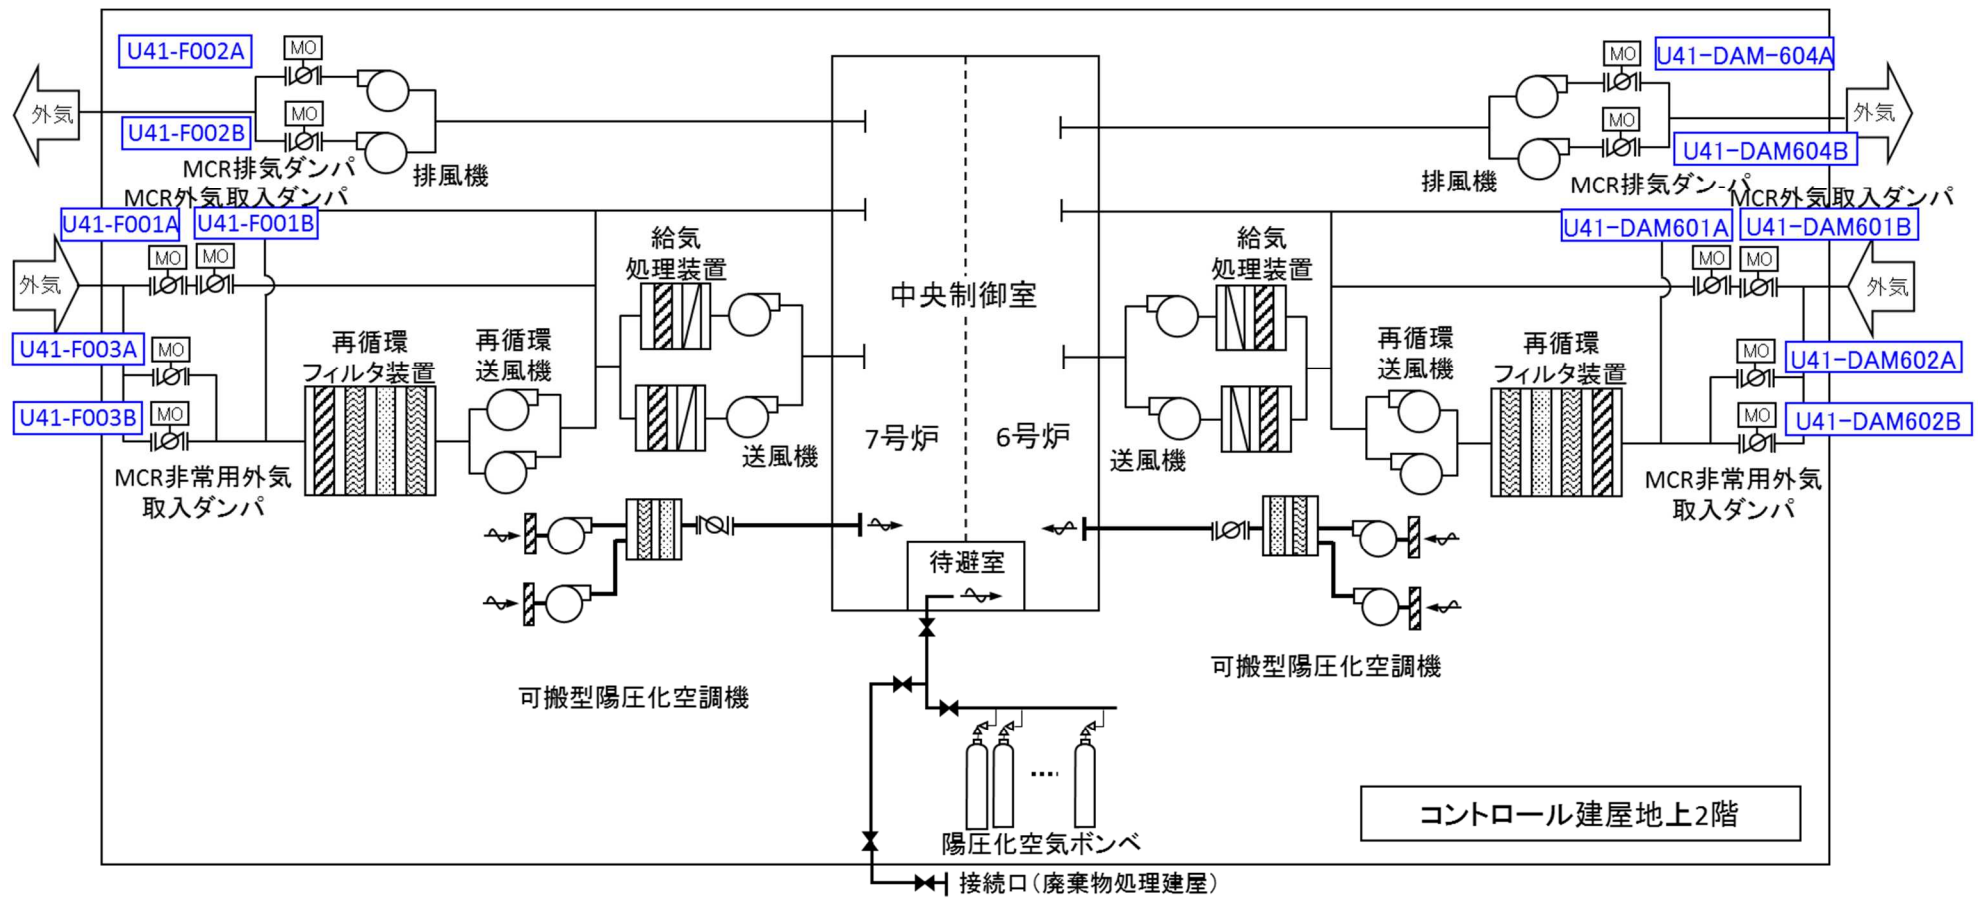 U41-F002A
MO
外気
MO
U41-F002B
MCR排気ダンパ
排風機
MCR外気取入ダンパ
U41-F001A
U41-F001B
MO
MO
外気
U41-F003A
MO
U41-F003B
MO
MCR非常用外気
取入ダンパ
再循環
フィルタ装置
再循環
送風機
給気
処理装置
送風機
可搬型陽圧化空調機
中央制御室
7号炉
6号炉
待避室
陽圧化空気ボンベ
接続口(廃棄物処理建屋)
MO
U41-DAM-604A
外気
MO
U41-DAM604B
排風機
MCR排気ダンパ
MCR外気取入ダンパ
U41-DAM601A
U41-DAM601B
MO
MO
外気
給気
処理装置
送風機
再循環
送風機
再循環
フィルタ装置
MO
U41-DAM602A
MO
U41-DAM602B
MCR非常用外気
取入ダンパ
可搬型陽圧化空調機
コントロール建屋地上2階